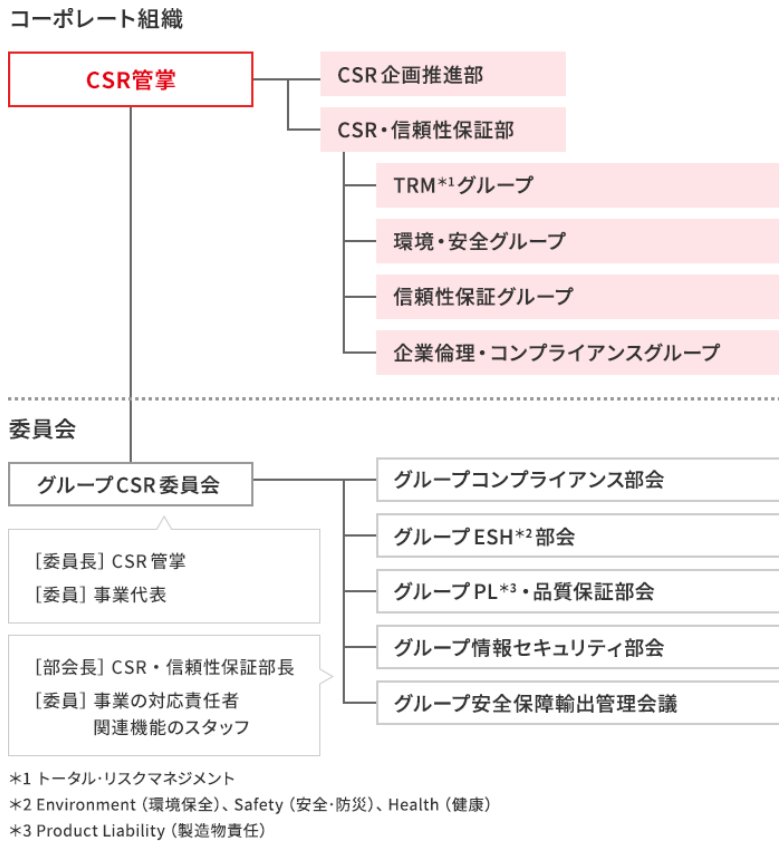 コーポレート組織
CSR管掌
CSR企画推進部
CSR・信頼性保証部
TRM*1グループ
環境・安全グループ
信頼性保証グループ
企業倫理・コンプライアンスグループ
委員会
グループCSR委員会
[委員長] CSR管掌
[委員] 事業代表
[部会長] CSR・信頼性保証部長
[委員] 事業の対応責任者
関連機能のスタッフ
グループコンプライアンス部会
グループESH*2部会
グループPL*3・品質保証部会
グループ情報セキュリティ部会
グループ安全保障輸出管理会議
*1 トータル・リスクマネジメント
*2 Environment (環境保全)、Safety (安全・防災)、Health (健康)
*3 Product Liability (製造物責任)